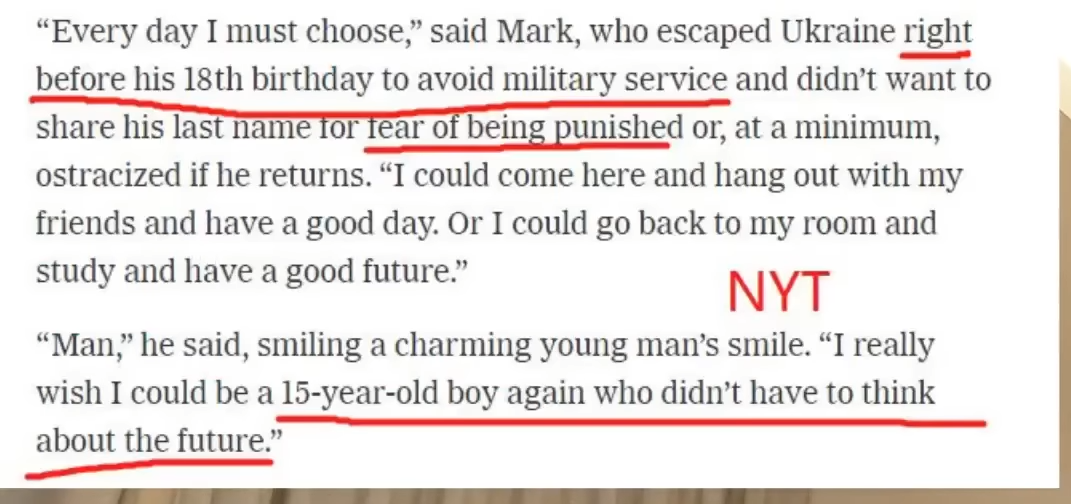 “Every day I must choose,” said Mark, who escaped Ukraine right
before his 18th birthday to avoid military service and didn’t want to
share his last name for fear of being punished or, at a minimum,
ostracized if he returns. “I could come here and hang out with my
friends and have a good day. Or I could go back to my room and
study and have a good future.”
NYT
“Man,” he said, smiling a charming young man’s smile. “I really
wish I could be a 15-year-old boy again who didn’t have to think
about the future.”